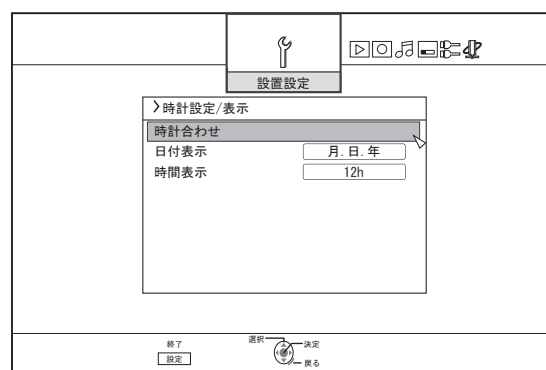 設置設定
時計設定/表示
時計合わせ
日付表示 月.日.年
時間表示 12h
終了 選択 決定
設定 戻る